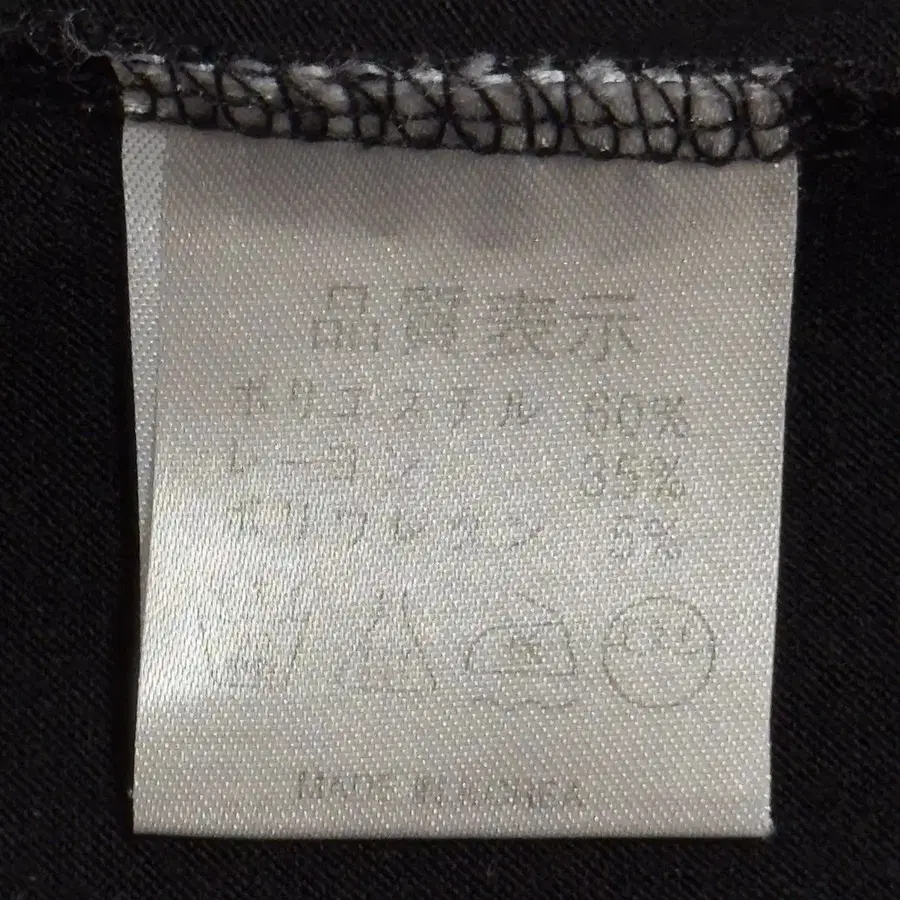 品質表示
ポリエステル 60%
レーヨン 35%
ポリウレタン 5%
MADE IN KOREA